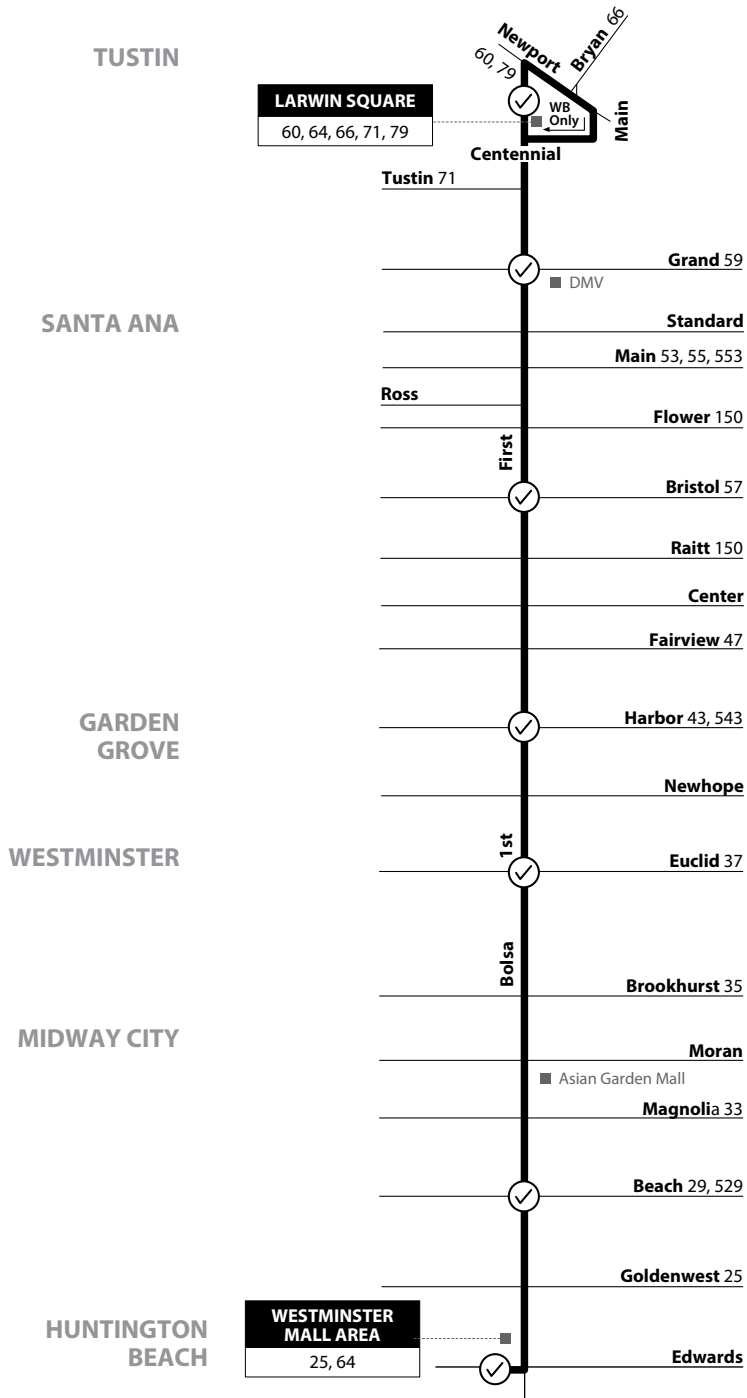 TUSTIN
Newport
60, 79
Bryan 66
LARWIN SQUARE
60, 64, 66, 71, 79
WB
Only
Main
Centennial
Tustin 71
Grand 59
DMV
SANTA ANA
Standard
Main 53, 55, 553
Ross
Flower 150
First
Bristol 57
Raitt 150
Center
Fairview 47
GARDEN
GROVE
Harbor 43, 543
Newhope
WESTMINSTER
1st
Euclid 37
Bolsa
Brookhurst 35
MIDWAY CITY
Moran
Asian Garden Mall
Magnolia 33
Beach 29, 529
Goldenwest 25
HUNTINGTON
BEACH
WESTMINSTER
MALL AREA
25, 64
Edwards